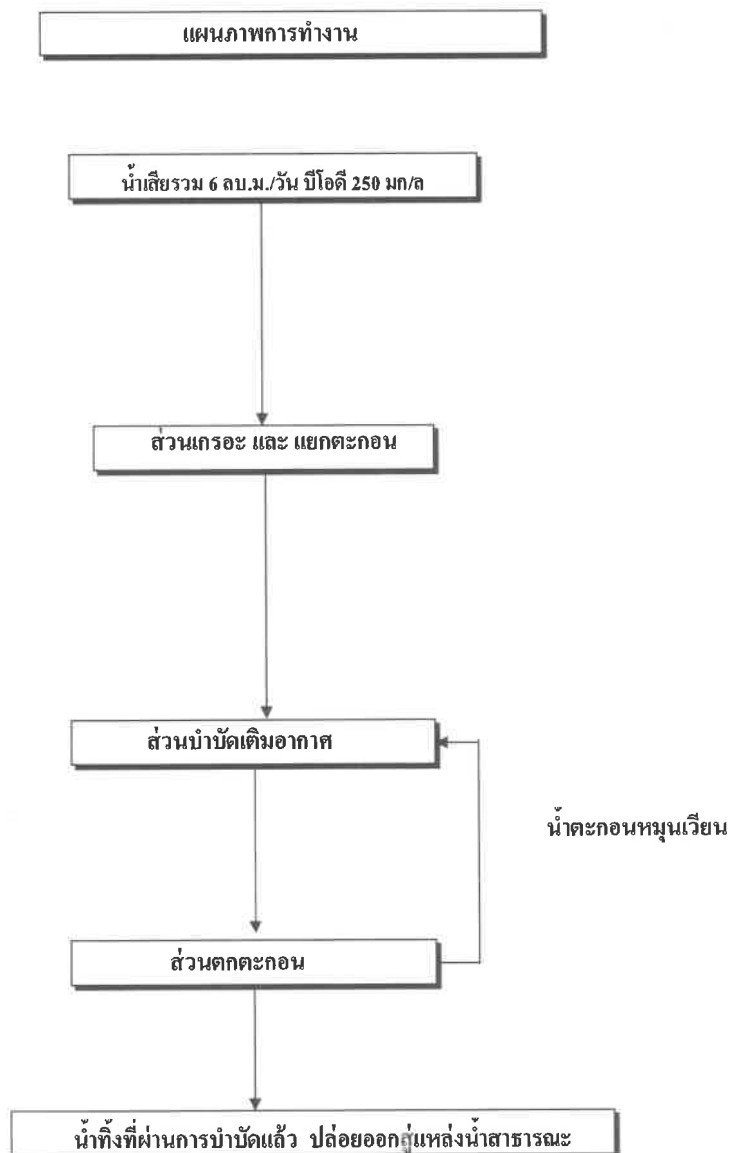 แผนภาพการทำงาน
น้ำเสียรวม 6 ลบ.ม./วัน บีโอดี 250 มก/ล
ส่วนเกรอะ และ แยกตะกอน
ส่วนบำบัดเติมอากาศ
น้ำตะกอนหมุนเวียน
ส่วนตกตะกอน
น้ำทิ้งที่ผ่านการบำบัดแล้ว ปล่อยออกสู่แหล่งน้ำสาธารณะ